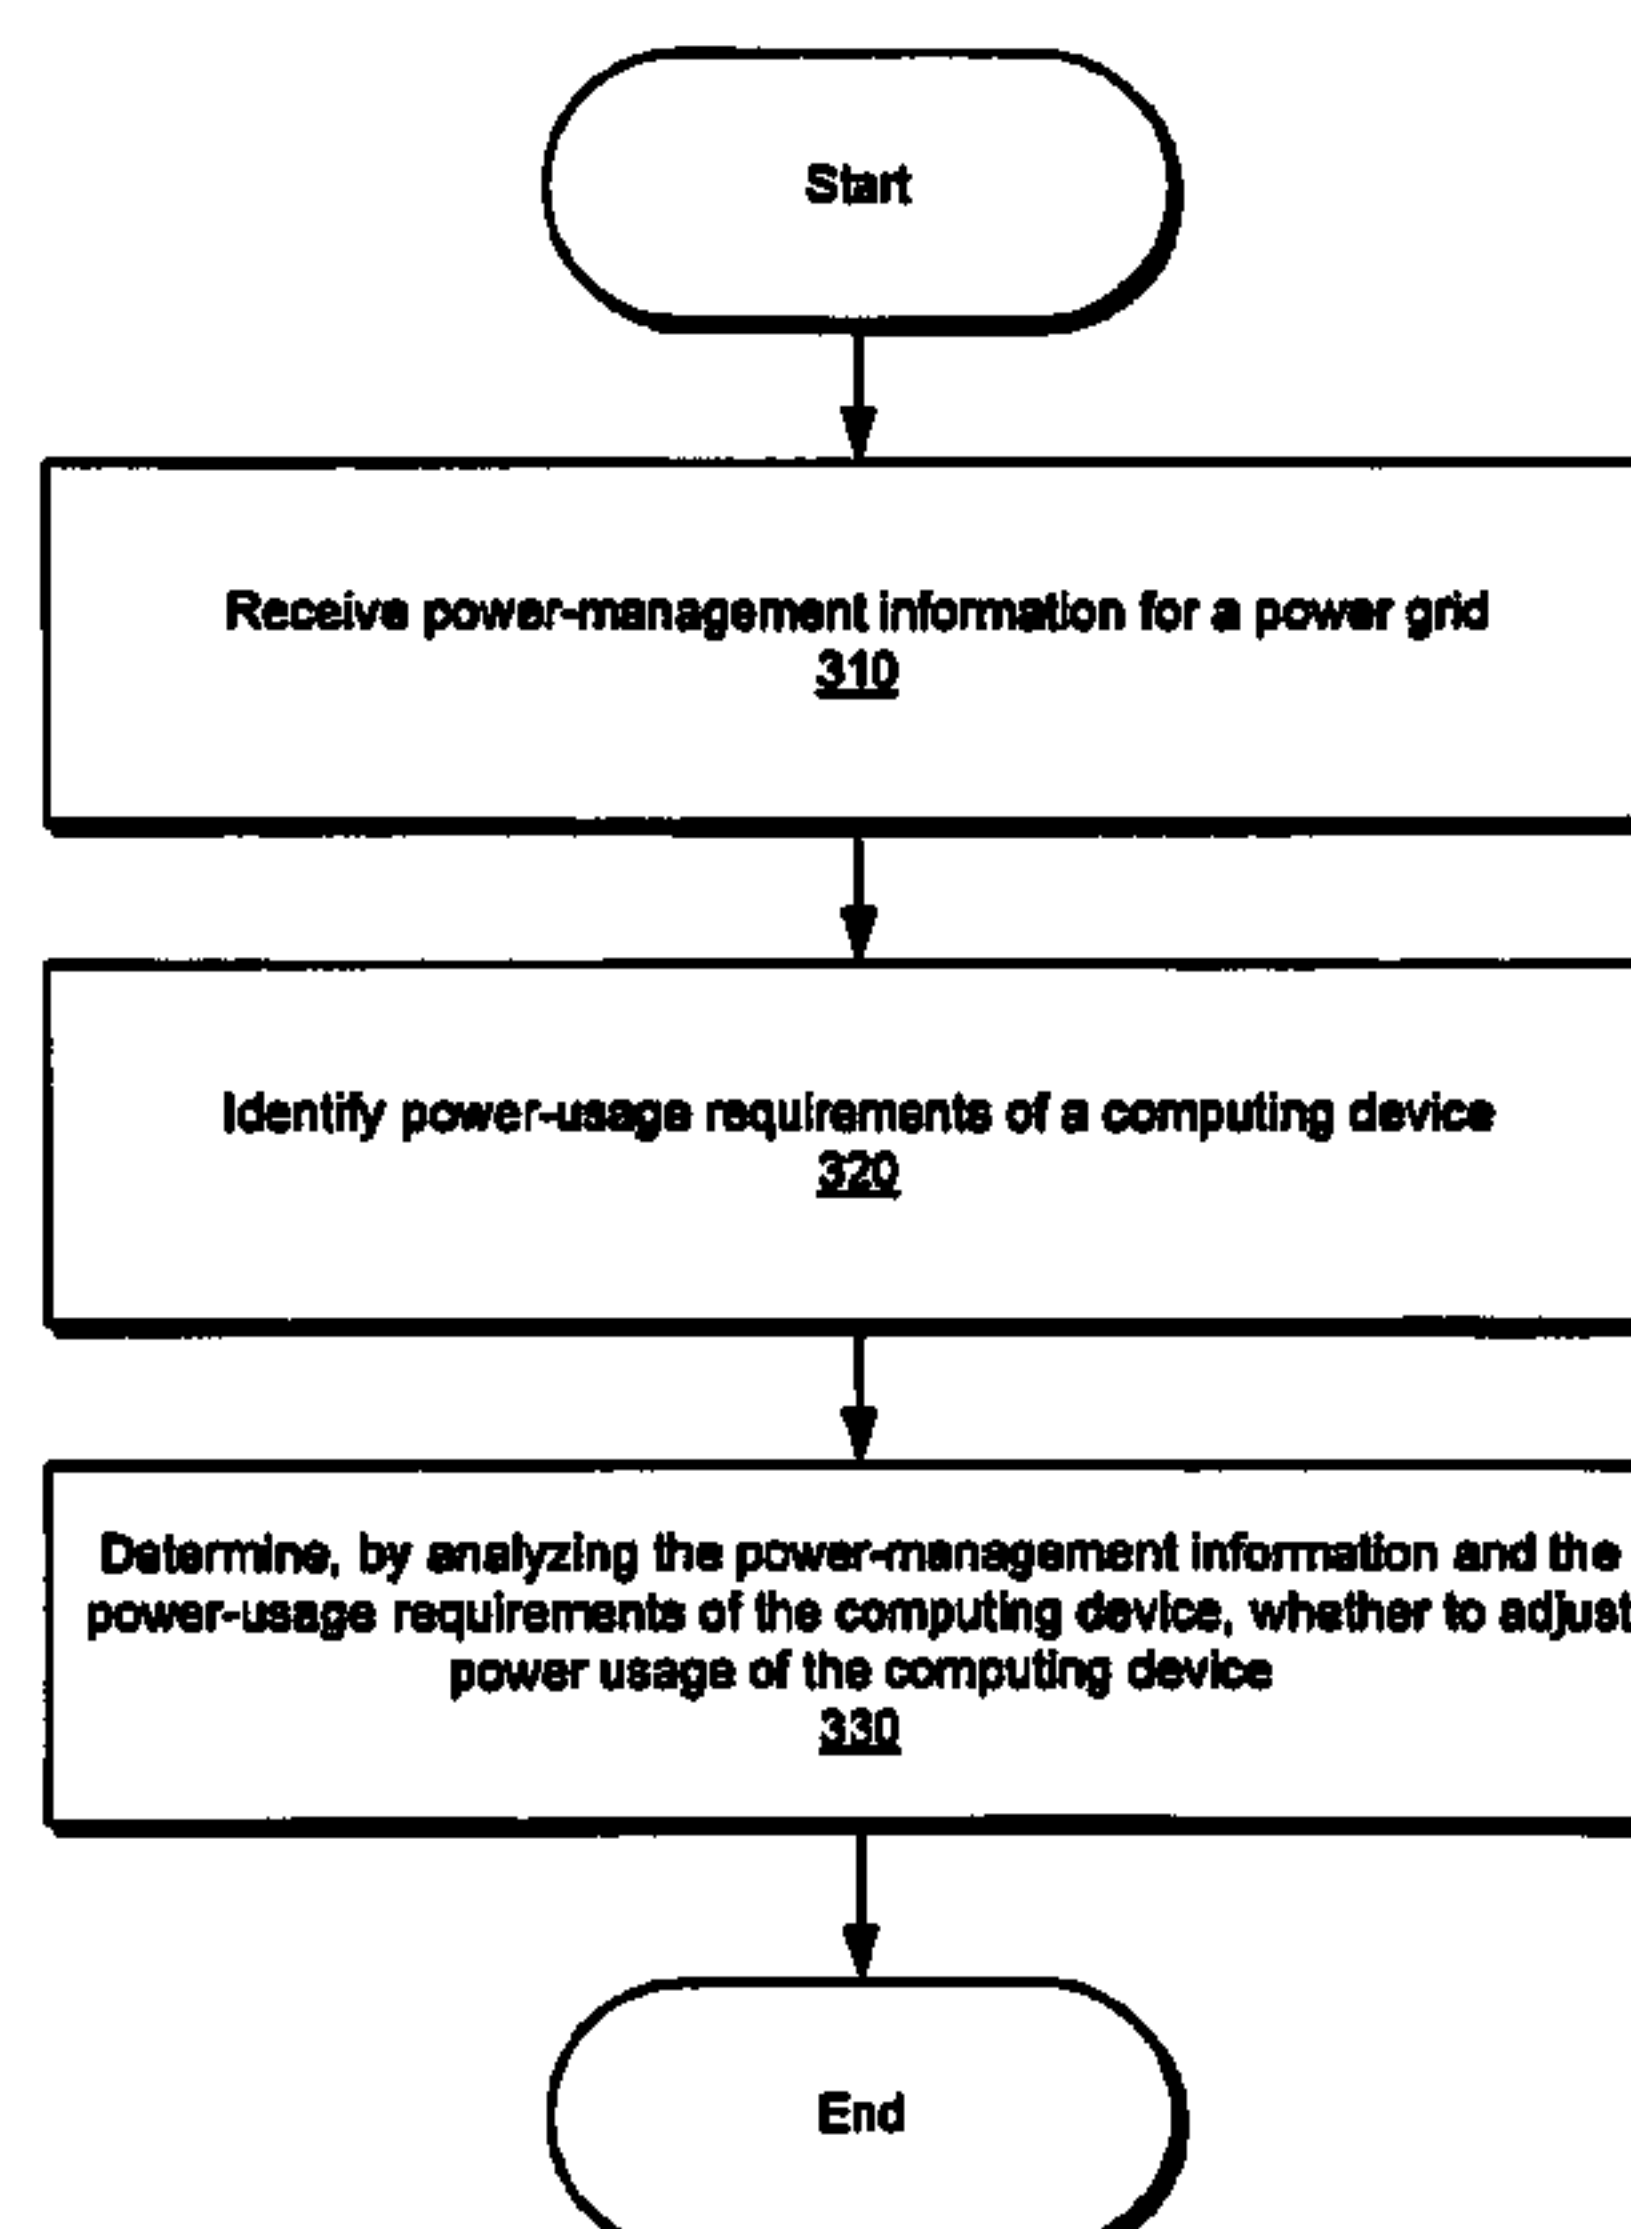 Start
Receive power-management information for a power grid
310
Identify power-usage requirements of a computing device
320
Determine, by analyzing the power-management information and the
power-usage requirements of the computing device, whether to adjust
power usage of the computing device
330
End